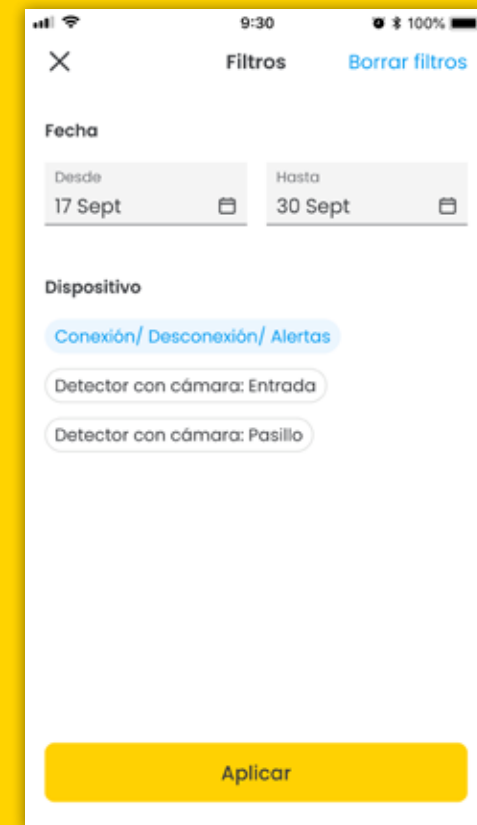 9:30 100%
Filtros Borrar filtros
Fecha
Desde Hasta
17 Sept 30 Sept
Dispositivo
Conexión/ Desconexión/ Alertas
Detector con cámara: Entrada
Detector con cámara: Pasillo
Aplicar